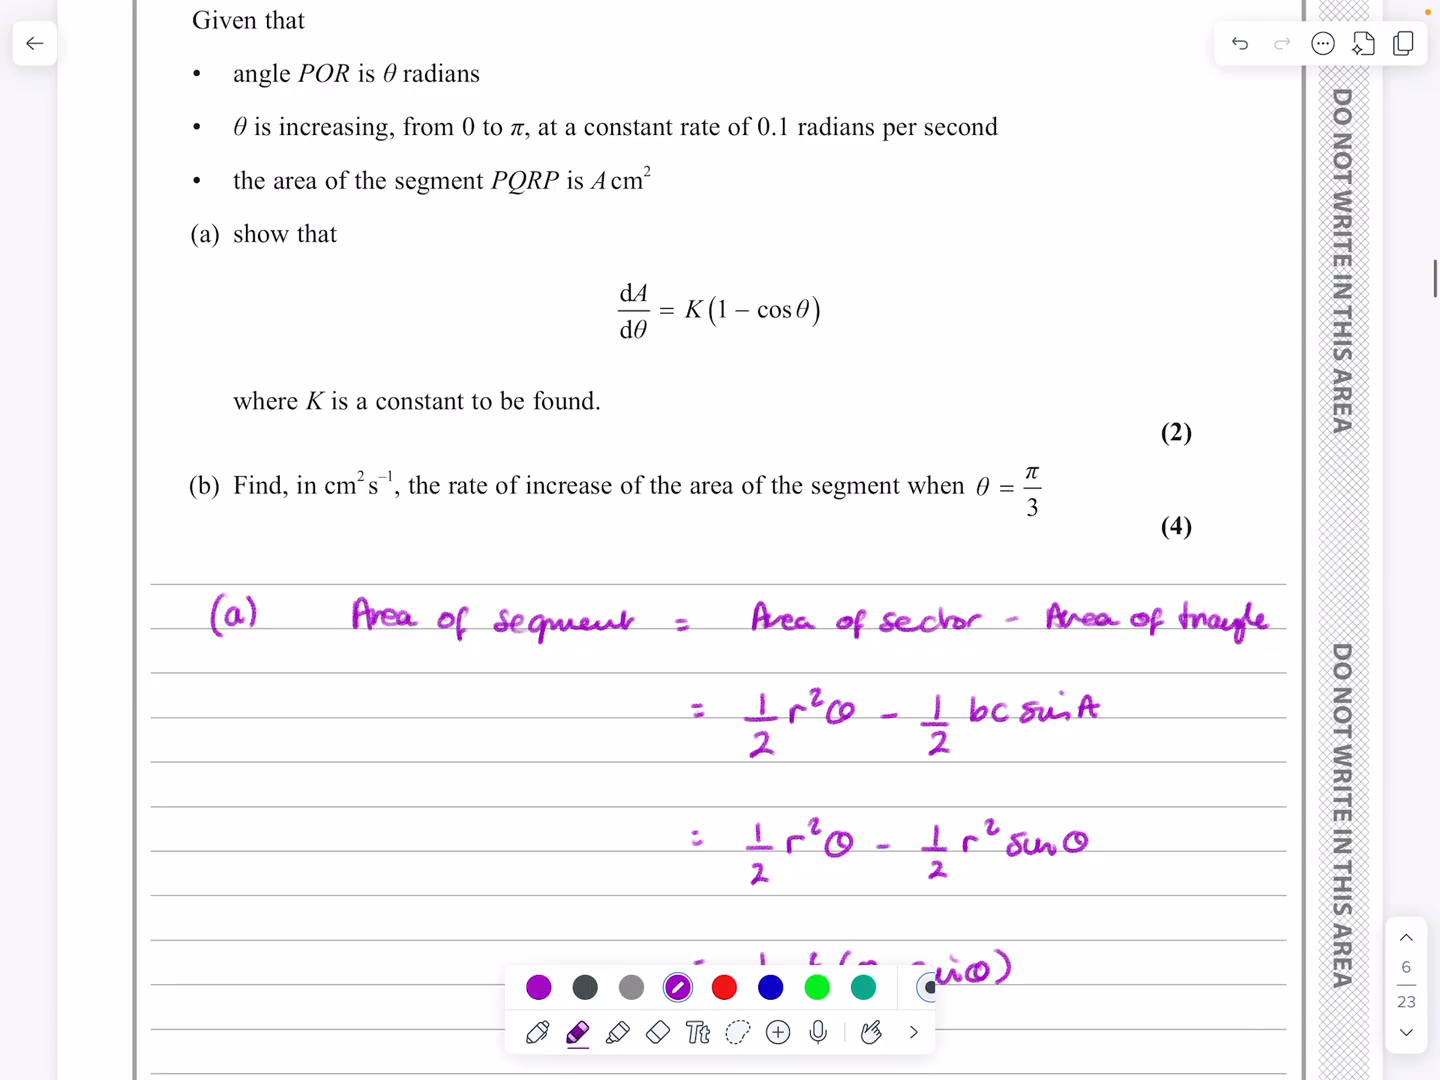 Given that
• angle POR is θ radians
• θ is increasing, from 0 to π, at a constant rate of 0.1 radians per second
• the area of the segment PQRP is A cm²
(a) show that
dA/dθ = K(1 − cosθ)
where K is a constant to be found.
(2)
(b) Find, in cm² s⁻¹, the rate of increase of the area of the segment when θ = π/3
(4)
(a) Area of segment = Area of sector - Area of triangle
= 1/2 r²θ - 1/2 bc sin A
= 1/2 r²θ - 1/2 r² sin θ
sinθ)
DO NOT WRITE IN THIS AREA
DO NOT WRITE IN THIS AREA
6
23
Tt